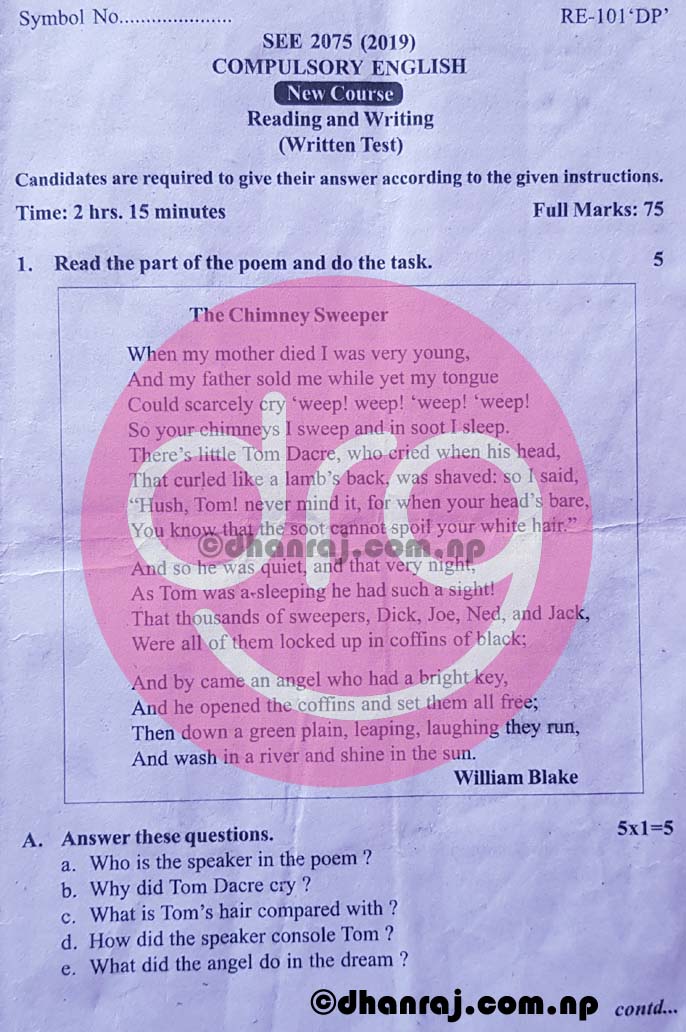 Symbol No.....................
RE-101‘DP’
SEE 2075 (2019)
COMPULSORY ENGLISH
New Course
Reading and Writing
(Written Test)
Candidates are required to give their answer according to the given instructions.
Time: 2 hrs. 15 minutes
Full Marks: 75
1. Read the part of the poem and do the task. 5
The Chimney Sweeper
When my mother died I was very young,
And my father sold me while yet my tongue
Could scarcely cry ‘weep! weep! ‘weep! ‘weep!
So your chimneys I sweep and in soot I sleep.
There’s little Tom Dacre, who cried when his head,
That curled like a lamb’s back, was shaved: so I said,
“Hush, Tom! never mind it, for when your head’s bare,
You know that the soot cannot spoil your white hair.”
And so he was quiet, and that very night,
As Tom was a-sleeping he had such a sight!
That thousands of sweepers, Dick, Joe, Ned, and Jack,
Were all of them locked up in coffins of black;
And by came an angel who had a bright key,
And he opened the coffins and set them all free;
Then down a green plain, leaping, laughing they run,
And wash in a river and shine in the sun.
William Blake
drg
©dhanraj.com.np
A. Answer these questions. 5x1=5
a. Who is the speaker in the poem ?
b. Why did Tom Dacre cry ?
c. What is Tom’s hair compared with ?
d. How did the speaker console Tom ?
e. What did the angel do in the dream ?
©dhanraj.com.np
contd...